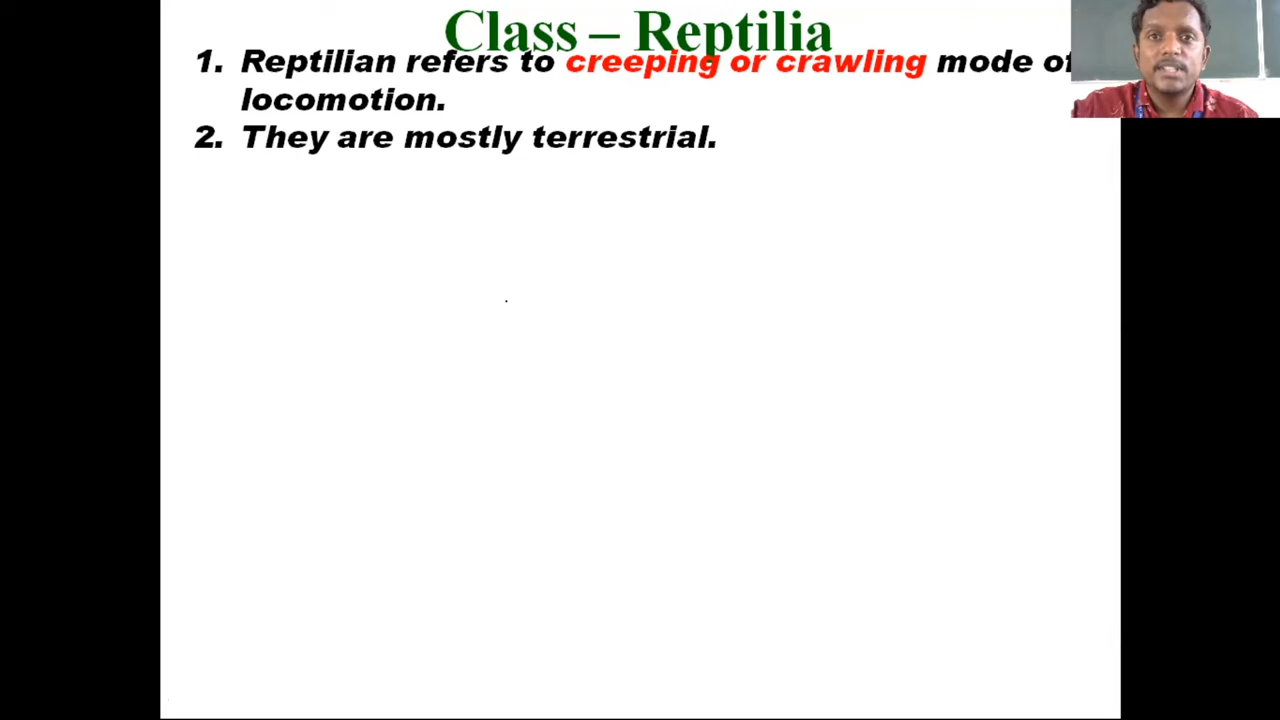 Class – Reptilia
1. Reptilian refers to creeping or crawling mode of
locomotion.
2. They are mostly terrestrial.